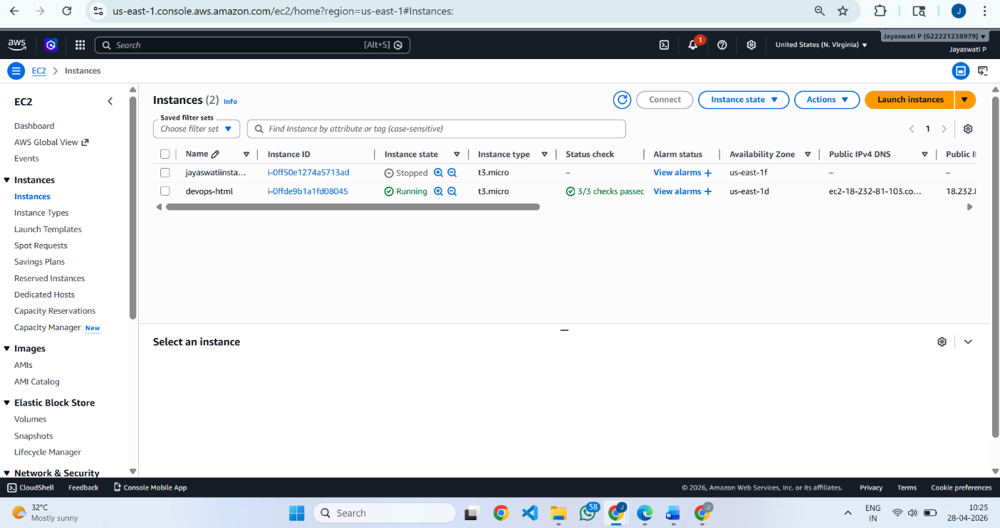 us-east-1.console.aws.amazon.com/ec2/home?region=us-east-1#Instances:
J
aws
Search [Alt+S]
1
United States (N. Virginia)
Jayaswati P (622221238979)
Jayaswati P
EC2 > Instances
EC2
Dashboard
AWS Global View
Events
Instances
Instances
Instance Types
Launch Templates
Spot Requests
Savings Plans
Reserved Instances
Dedicated Hosts
Capacity Reservations
Capacity Manager New
Images
AMIs
AMI Catalog
Elastic Block Store
Volumes
Snapshots
Lifecycle Manager
Network & Security
Instances (2) Info
Connect Instance state Actions Launch instances
Saved filter sets
Choose filter set
Find Instance by attribute or tag (case-sensitive)
1
Name Instance ID Instance state Instance type Status check Alarm status Availability Zone Public IPv4 DNS Public I
jayaswatiinsta... i-0ff50e1274a5713ad Stopped t3.micro – View alarms + us-east-1f – –
devops-html i-0ffde9b1a1fd08045 Running t3.micro 3/3 checks passec View alarms + us-east-1d ec2-18-232-81-103.co... 18.232.8
Select an instance
CloudShell Feedback Console Mobile App
© 2026, Amazon Web Services, Inc. or its affiliates. Privacy Terms Cookie preferences
32°C
Mostly sunny
Search
58
J
J
ENG
IN
10:25
28-04-2026